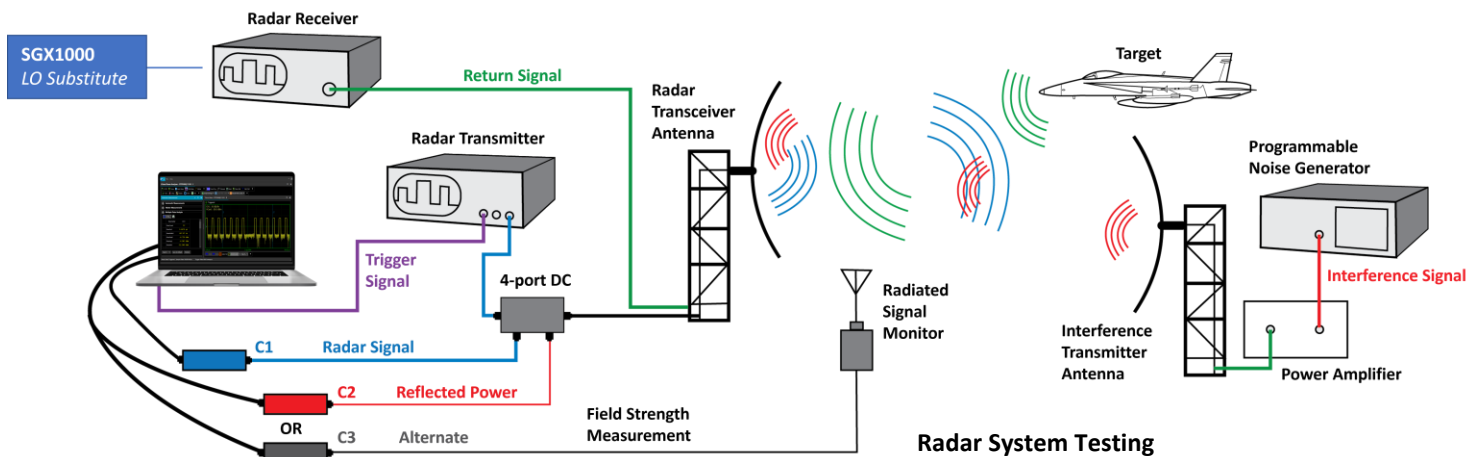 Radar Receiver
SGX1000
LO Substitute
Return Signal
Radar
Transceiver
Antenna
Target
Radar Transmitter
Programmable
Noise Generator
Trigger
Signal
4-port DC
Radiated
Signal
Monitor
Interference Signal
Interference
Transmitter
Antenna
Power Amplifier
C1
Radar Signal
C2
Reflected Power
OR
C3
Alternate
Field Strength
Measurement
Radar System Testing